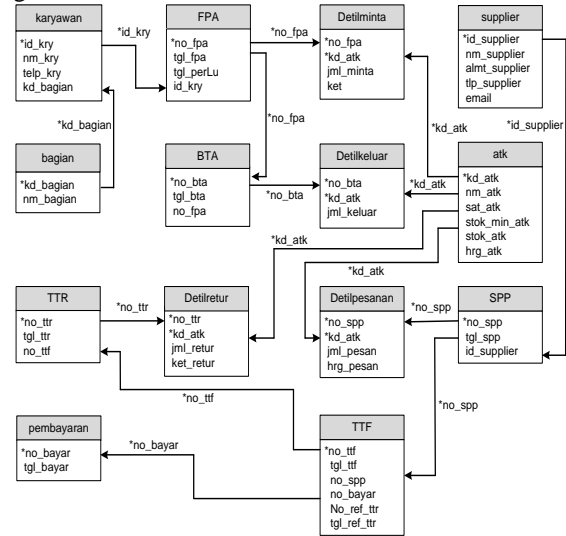 karyawan
*id_kry
nm_kry
telp_kry
kd_bagian
*id_kry
FPA
*no_fpa
tgl_fpa
tgl_perLu
id_kry
*no_fpa
Detilminta
*no_fpa
*kd_atk
jml_minta
ket
supplier
*id_supplier
nm_supplier
almt_supplier
tlp_supplier
email
*kd_bagian
*no_fpa
*kd_atk
*id_supplier
bagian
*kd_bagian
nm_bagian
BTA
*no_bta
tgl_bta
no_fpa
*no_bta
Detilkeluar
*no_bta
*kd_atk
jml_keluar
*kd_atk
atk
*kd_atk
nm_atk
sat_atk
stok_min_atk
stok_atk
hrg_atk
*kd_atk
*kd_atk
TTR
*no_ttr
tgl_ttr
no_ttf
*no_ttr
Detilretur
*no_ttr
*kd_atk
jml_retur
ket_retur
Detilpesanan
*no_spp
*kd_atk
jml_pesan
hrg_pesan
*no_spp
SPP
*no_spp
tgl_spp
id_supplier
*no_ttf
*no_spp
pembayaran
*no_bayar
tgl_bayar
*no_bayar
TTF
*no_ttf
tgl_ttf
no_spp
no_bayar
No_ref_ttr
tgl_ref_ttr